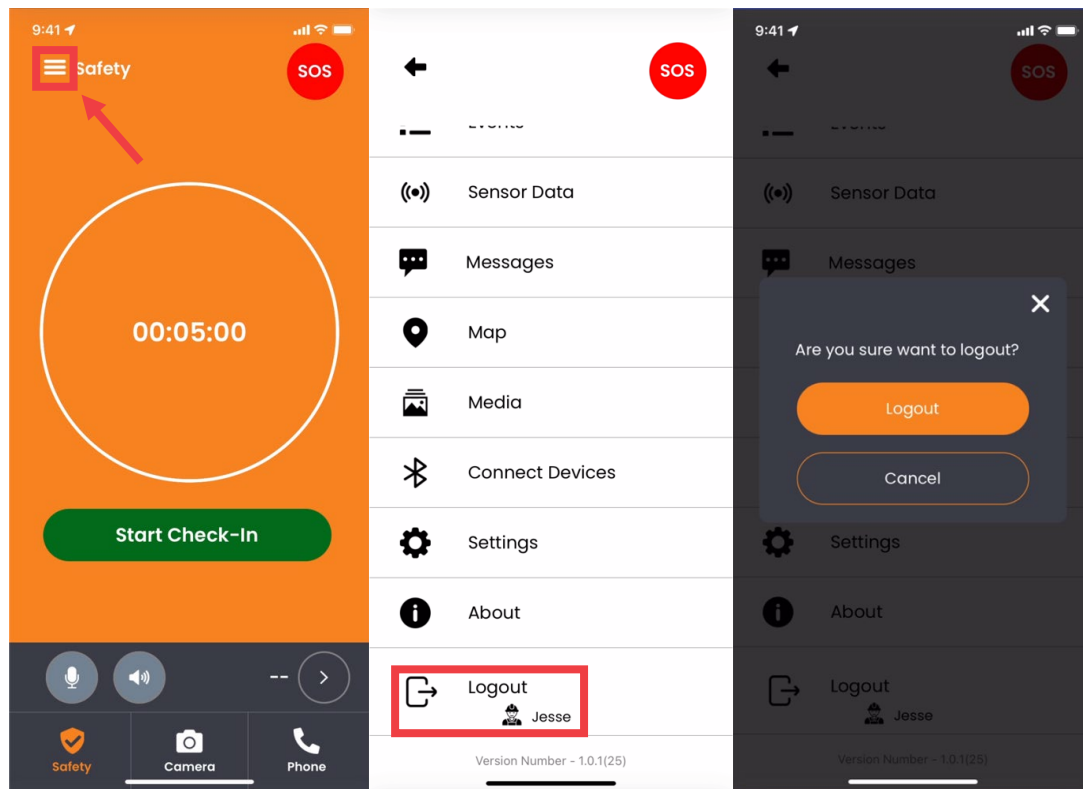 9:41
Safety
SOS
00:05:00
Start Check-In
--
Safety
Camera
Phone
SOS
Events
Sensor Data
Messages
Map
Media
Connect Devices
Settings
About
Logout
Jesse
Version Number - 1.0.1(25)
9:41
SOS
Events
Sensor Data
Messages
Are you sure want to logout?
Logout
Cancel
Settings
About
Logout
Jesse
Version Number - 1.0.1(25)